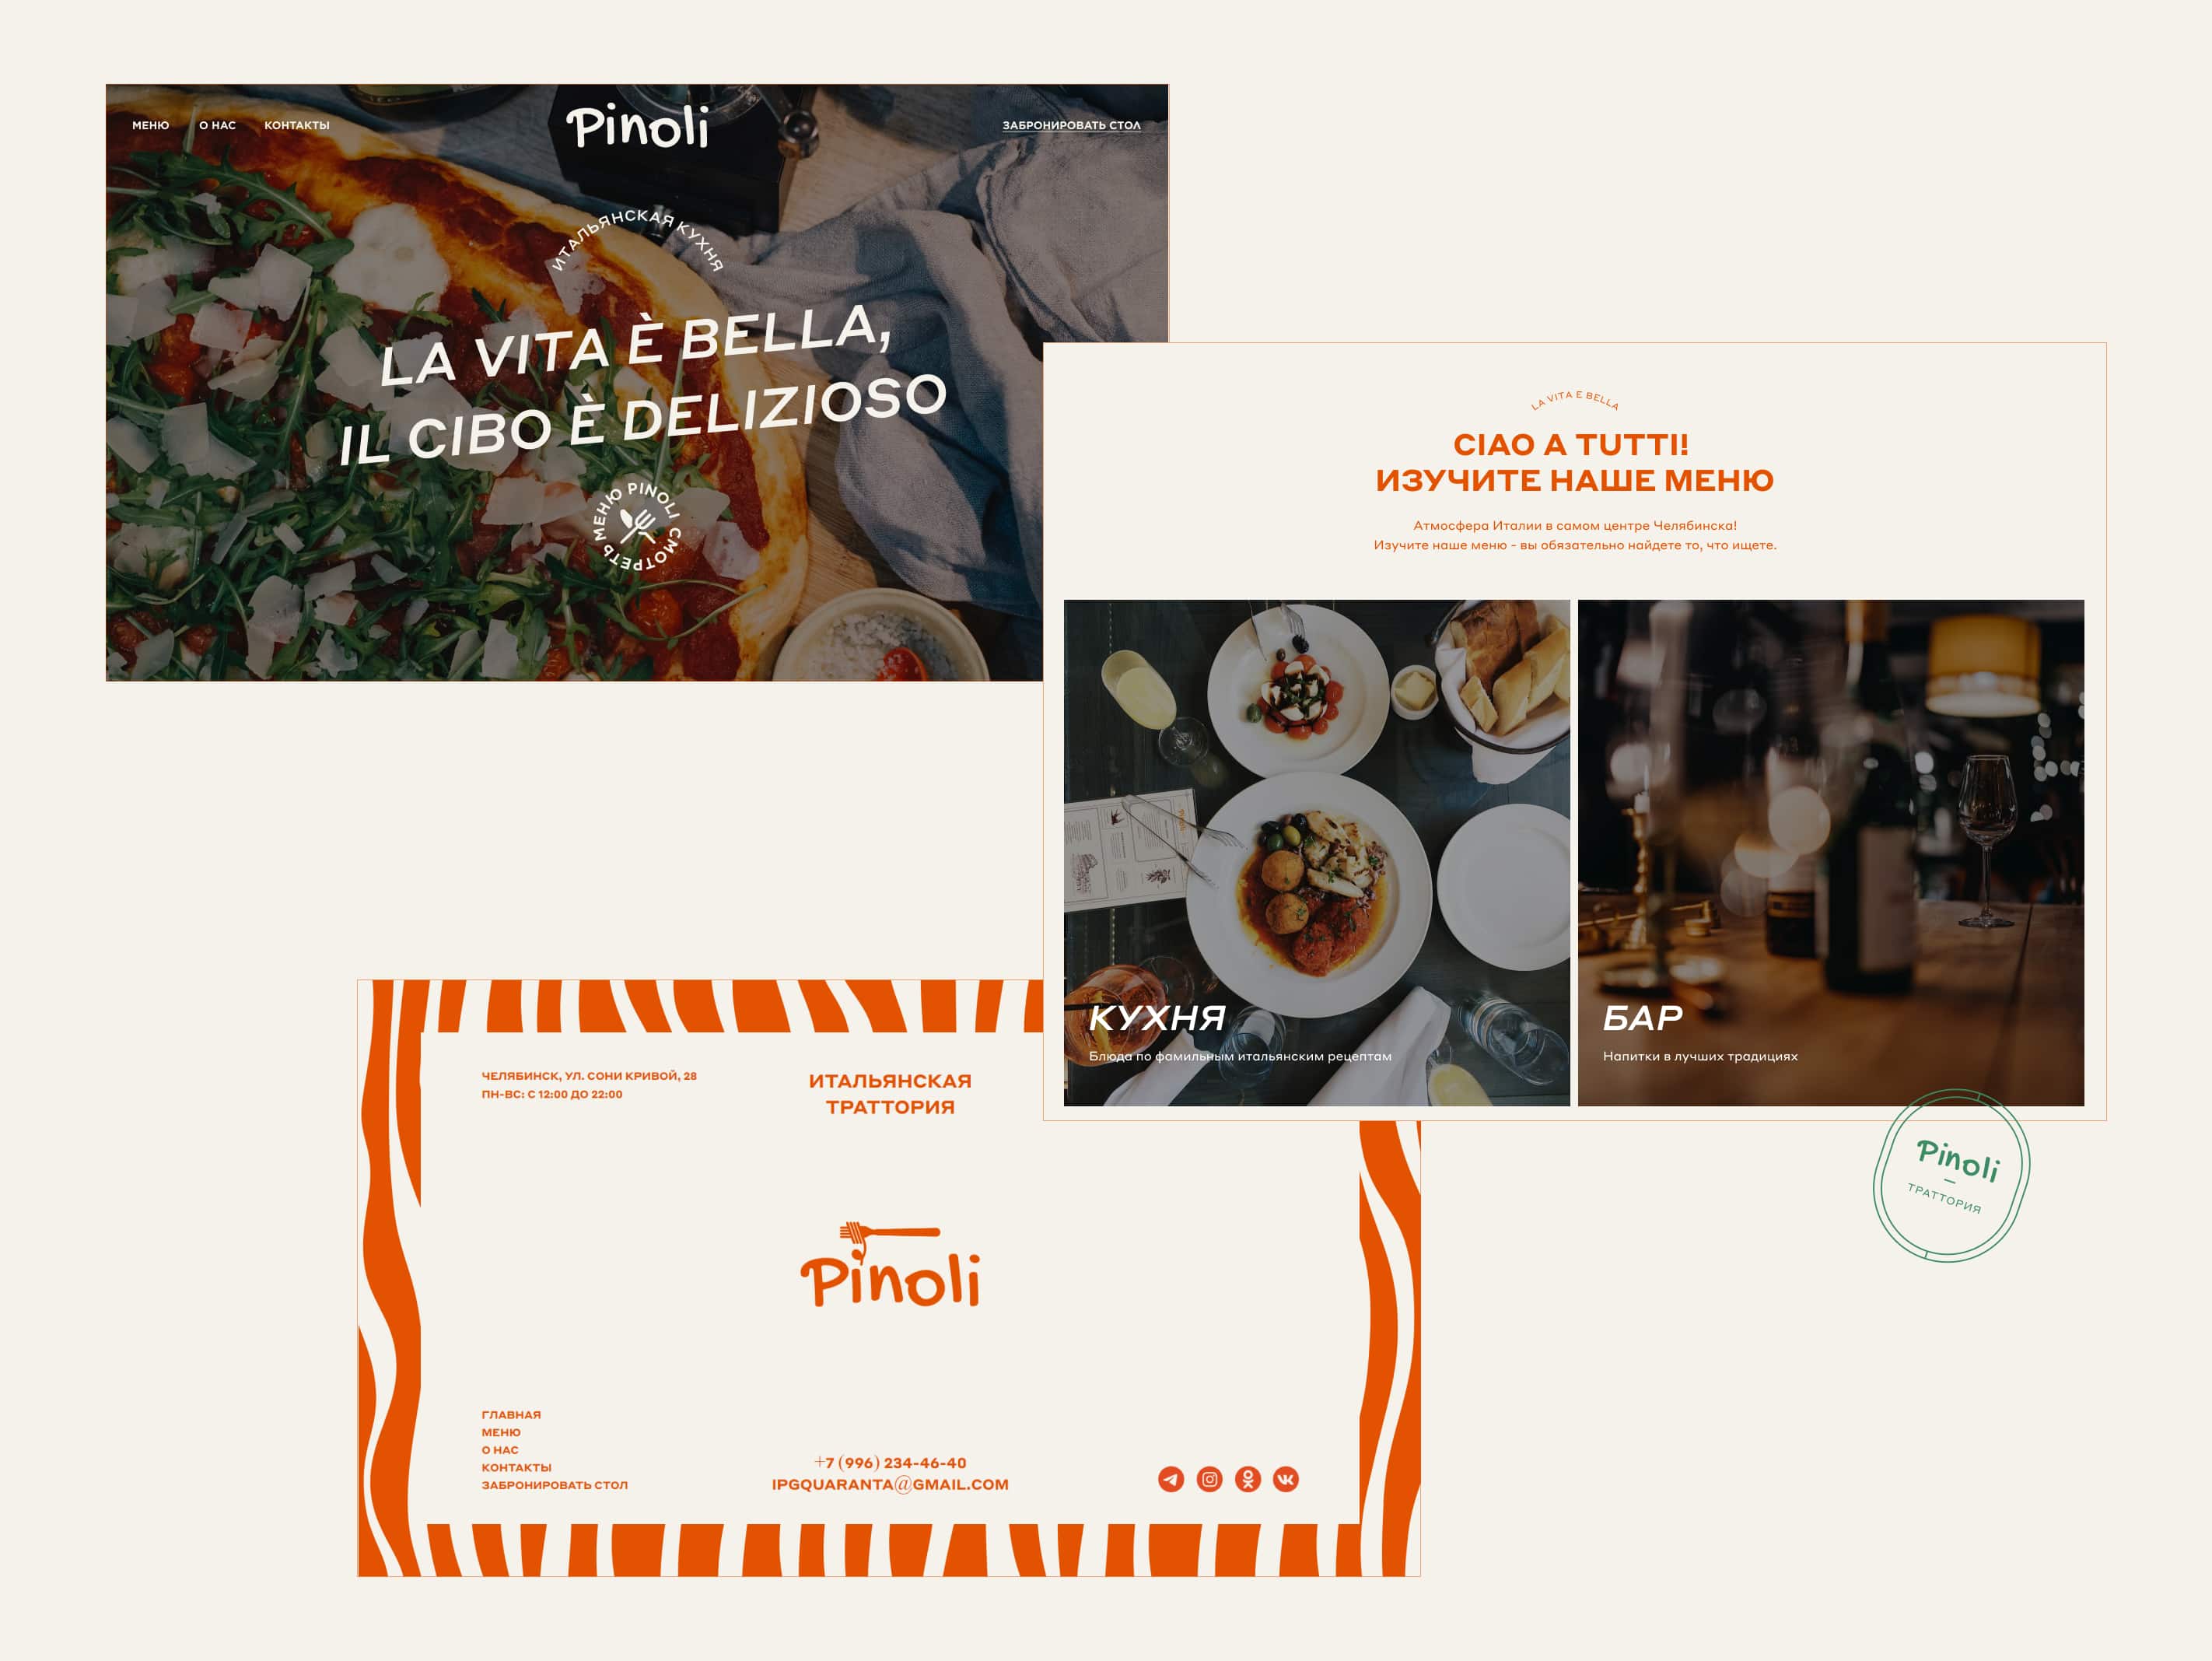 МЕНЮ
О НАС
КОНТАКТЫ
Pinoli
ЗАБРОНИРОВАТЬ СТОЛ
ИТАЛЬЯНСКАЯ КУХНЯ
LA VITA È BELLA,
IL CIBO È DELIZIOSO
СМОТРЕТЬ МЕНЮ PINOLI
LA VITA E BELLA
CIAO A TUTTI!
ИЗУЧИТЕ НАШЕ МЕНЮ
Атмосфера Италии в самом центре Челябинска!
Изучите наше меню - вы обязательно найдете то, что ищете.
КУХНЯ
Блюда по фамильным итальянским рецептам
БАР
Напитки в лучших традициях
Pinoli
ТРАТТОРИЯ
ЧЕЛЯБИНСК, УЛ. СОНИ КРИВОЙ, 28
ПН-ВС: С 12:00 ДО 22:00
ИТАЛЬЯНСКАЯ
ТРАТТОРИЯ
Pinoli
ГЛАВНАЯ
МЕНЮ
О НАС
КОНТАКТЫ
ЗАБРОНИРОВАТЬ СТОЛ
+7 (996) 234-46-40
IPGQUARANTA@GMAIL.COM